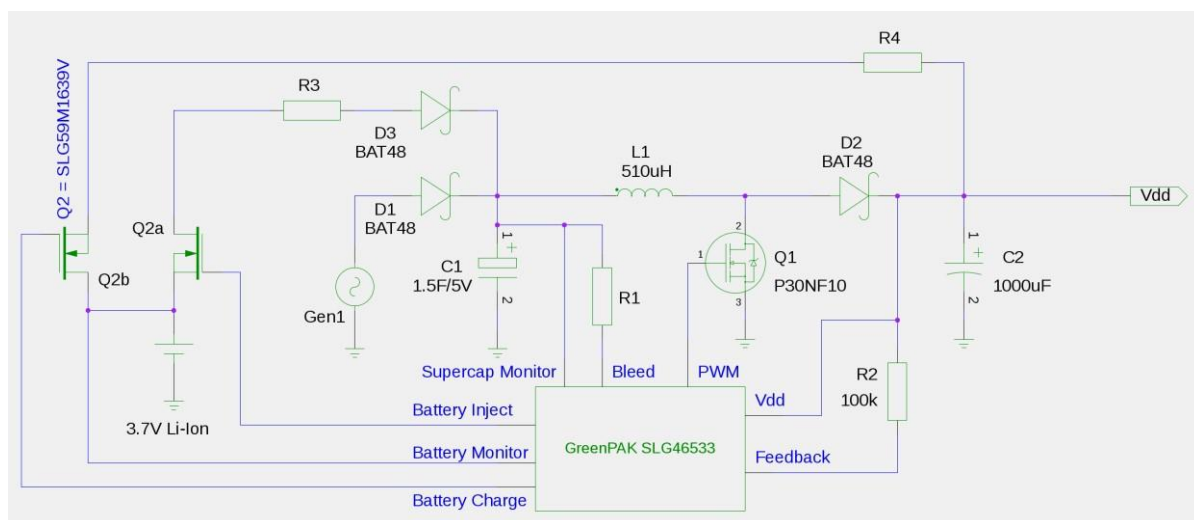 R4
Q2 = SLG59M1639V
R3
D3
BAT48
L1
510uH
D2
BAT48
Vdd
Q2a
D1
BAT48
Q2b
1
C1
1.5F/5V
2
R1
2
1
3
Q1
P30NF10
1
C2
1000uF
2
Gen1
3.7V Li-Ion
Supercap Monitor
Bleed
PWM
R2
100k
Battery Inject
Vdd
Battery Monitor
GreenPAK SLG46533
Feedback
Battery Charge